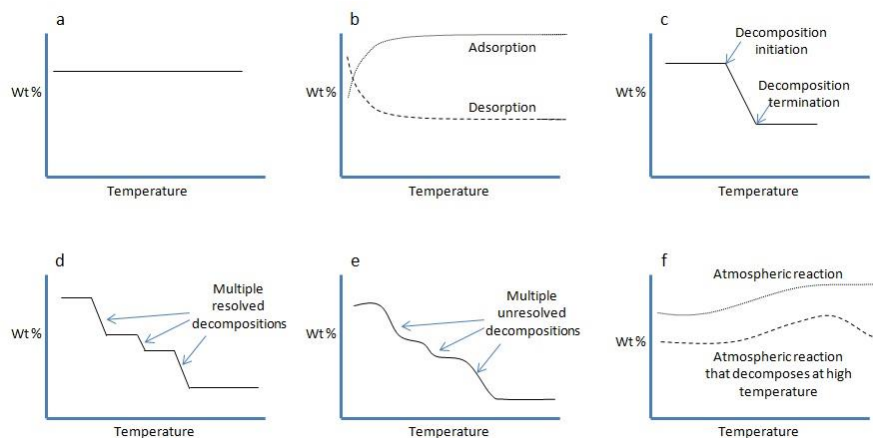 a
Wt %
Temperature
b
Adsorption
Desorption
Wt %
Temperature
c
Decomposition
initiation
Decomposition
termination
Wt %
Temperature
d
Multiple
resolved
decompositions
Wt %
Temperature
e
Multiple
unresolved
decompositions
Wt %
Temperature
f
Atmospheric reaction
Wt %
Atmospheric reaction
that decomposes at high
temperature
Temperature